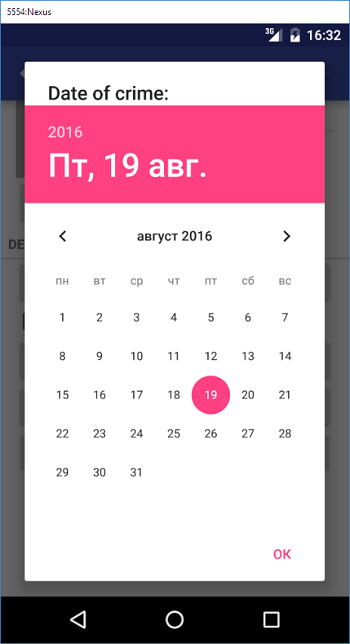 5554:Nexus
3G 16:32
Date of crime:
2016
Пт, 19 авг.
август 2016
пн вт ср чт пт сб вс
1 2 3 4 5 6 7
8 9 10 11 12 13 14
15 16 17 18 19 20 21
22 23 24 25 26 27 28
29 30 31
ОК